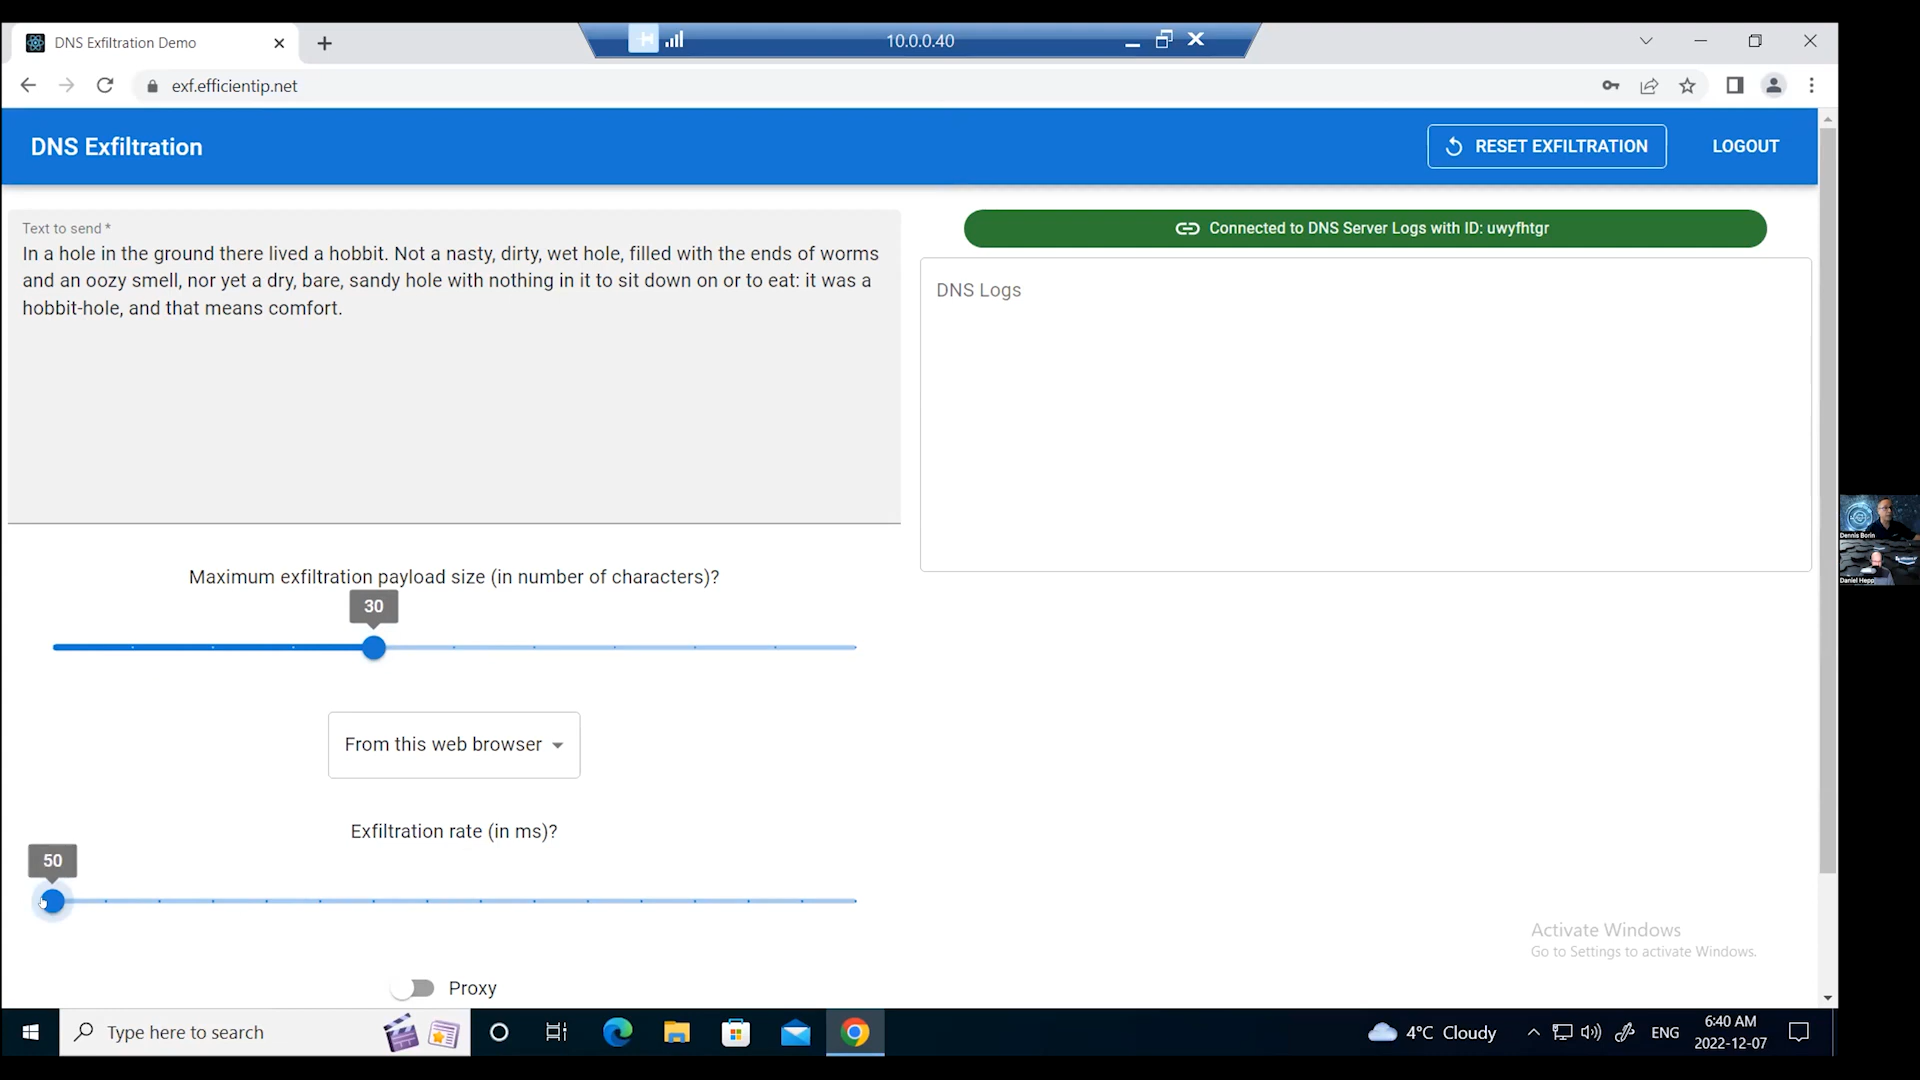 DNS Exfiltration Demo
10.0.0.40
exf.efficientip.net
DNS Exfiltration
RESET EXFILTRATION
LOGOUT
Text to send *
In a hole in the ground there lived a hobbit. Not a nasty, dirty, wet hole, filled with the ends of worms
and an oozy smell, nor yet a dry, bare, sandy hole with nothing in it to sit down on or to eat: it was a
hobbit-hole, and that means comfort.
Connected to DNS Server Logs with ID: uwyfhtgr
DNS Logs
Maximum exfiltration payload size (in number of characters)?
30
From this web browser
Exfiltration rate (in ms)?
50
Proxy
Activate Windows
Go to Settings to activate Windows.
Dennis Borin
Daniel Hepp
Type here to search
4°C Cloudy
ENG
6:40 AM
2022-12-07